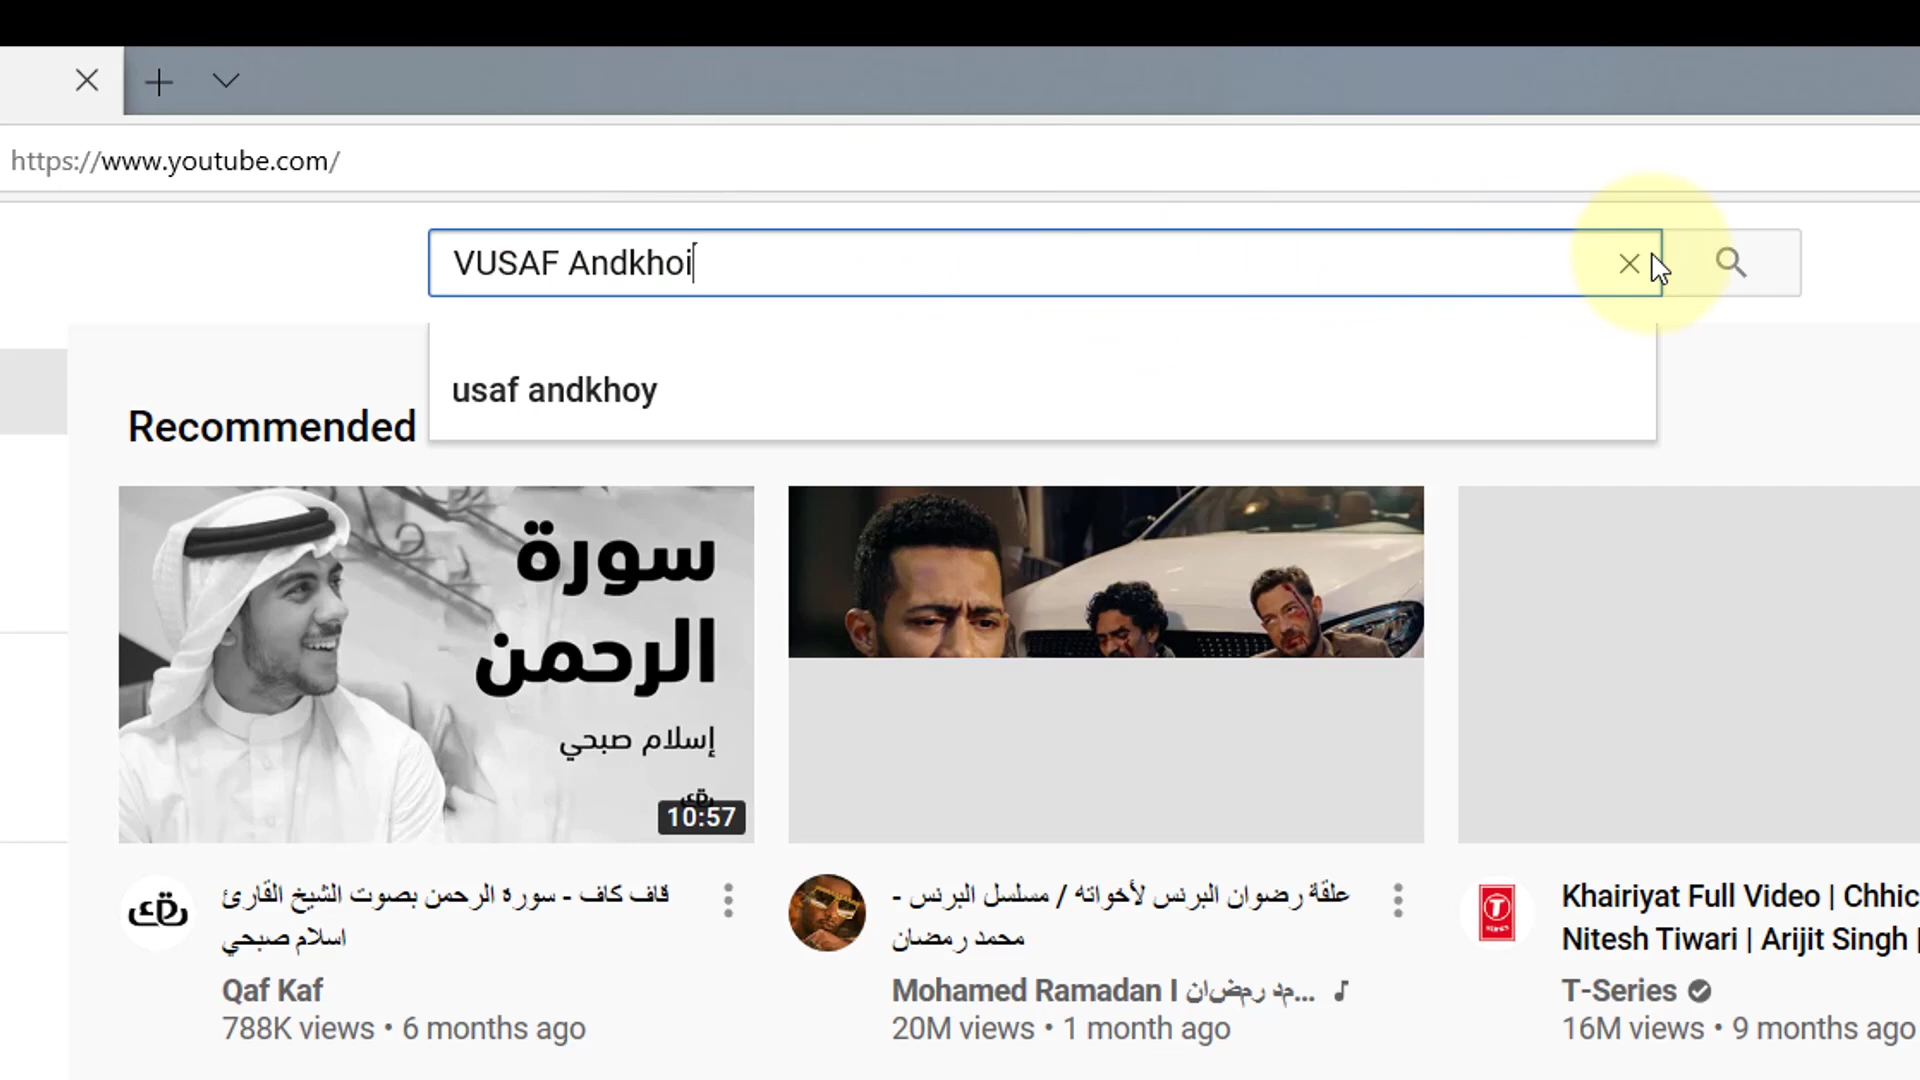 https://www.youtube.com/
VUSAF Andkhoi
usaf andkhoy
Recommended
سورة
الرحمن
إسلام صبحي
10:57
قاف كاف - سورة الرحمن بصوت الشيخ القارئ
اسلام صبحي
Qaf Kaf
788K views • 6 months ago
علقة رضوان البرنس لأخواته / مسلسل البرنس -
محمد رمضان
Mohamed Ramadan I ...مد رمضان
20M views • 1 month ago
Khairiyat Full Video | Chhic
Nitesh Tiwari | Arijit Singh |
T-Series
16M views • 9 months ago